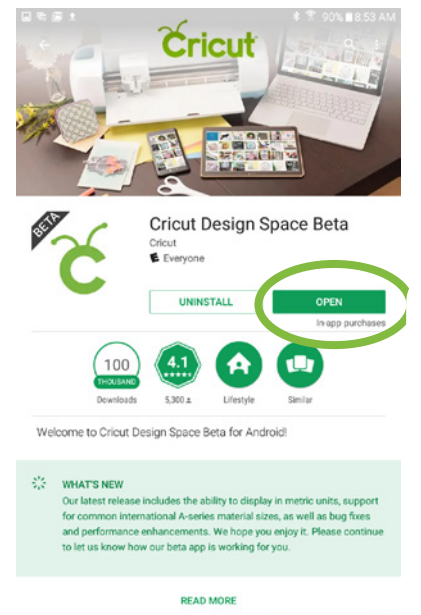 90% 8:53 AM
Cricut
BETA
Cricut Design Space Beta
Cricut
E Everyone
UNINSTALL
OPEN
In-app purchases
100
THOUSAND
4.1
Downloads
5,300
Lifestyle
Similar
Welcome to Cricut Design Space Beta for Android!
WHAT'S NEW
Our latest release includes the ability to display in metric units, support
for common international A-series material sizes, as well as bug fixes
and performance enhancements. We hope you enjoy it. Please continue
to let us know how our beta app is working for you.
READ MORE